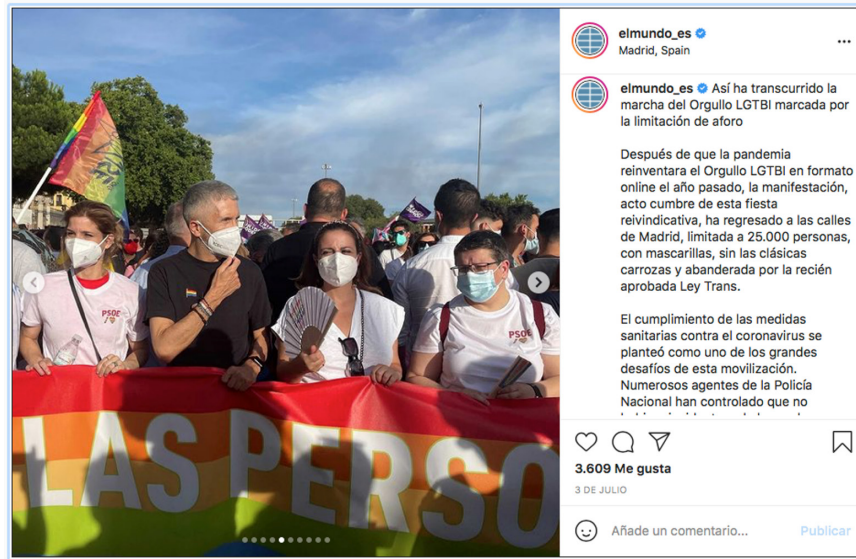 elmundo_es
Madrid, Spain
elmundo_es Así ha transcurrido la
marcha del Orgullo LGTBI marcada por
la limitación de aforo
Después de que la pandemia
reinventara el Orgullo LGTBI en formato
online el año pasado, la manifestación,
acto cumbre de esta fiesta
reivindicativa, ha regresado a las calles
de Madrid, limitada a 25.000 personas,
con mascarillas, sin las clásicas
carrozas y abanderada por la recién
aprobada Ley Trans.
El cumplimiento de las medidas
sanitarias contra el coronavirus se
planteó como uno de los grandes
desafíos de esta movilización.
Numerosos agentes de la Policía
Nacional han controlado que no
3.609 Me gusta
3 DE JULIO
Añade un comentario...
Publicar
PSOE
PSOE
LAS PERSO